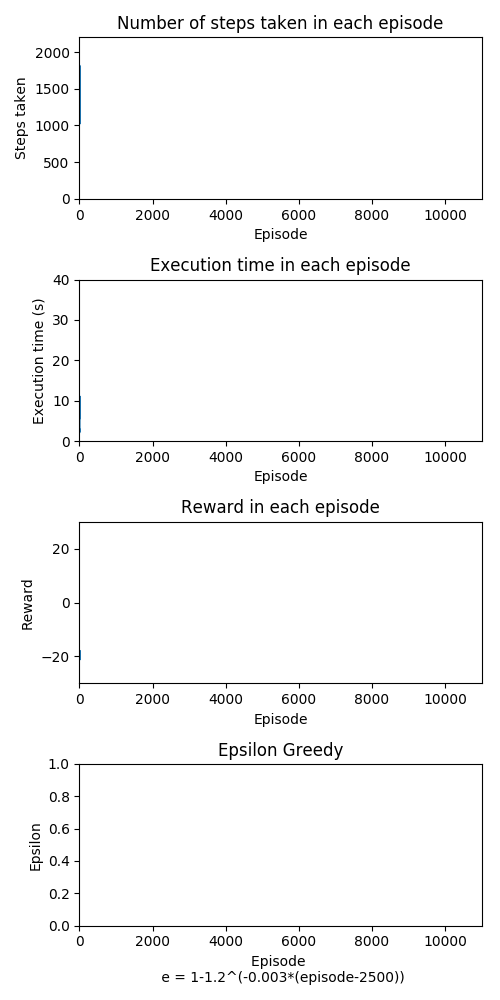 Number of steps taken in each episode
2000
1500
1000
500
0
Steps taken
0 2000 4000 6000 8000 10000
Episode
Execution time in each episode
40
30
20
10
0
Execution time (s)
0 2000 4000 6000 8000 10000
Episode
Reward in each episode
20
0
−20
Reward
0 2000 4000 6000 8000 10000
Episode
Epsilon Greedy
1.0
0.8
0.6
0.4
0.2
0.0
Epsilon
0 2000 4000 6000 8000 10000
Episode
e = 1-1.2^(-0.003*(episode-2500))